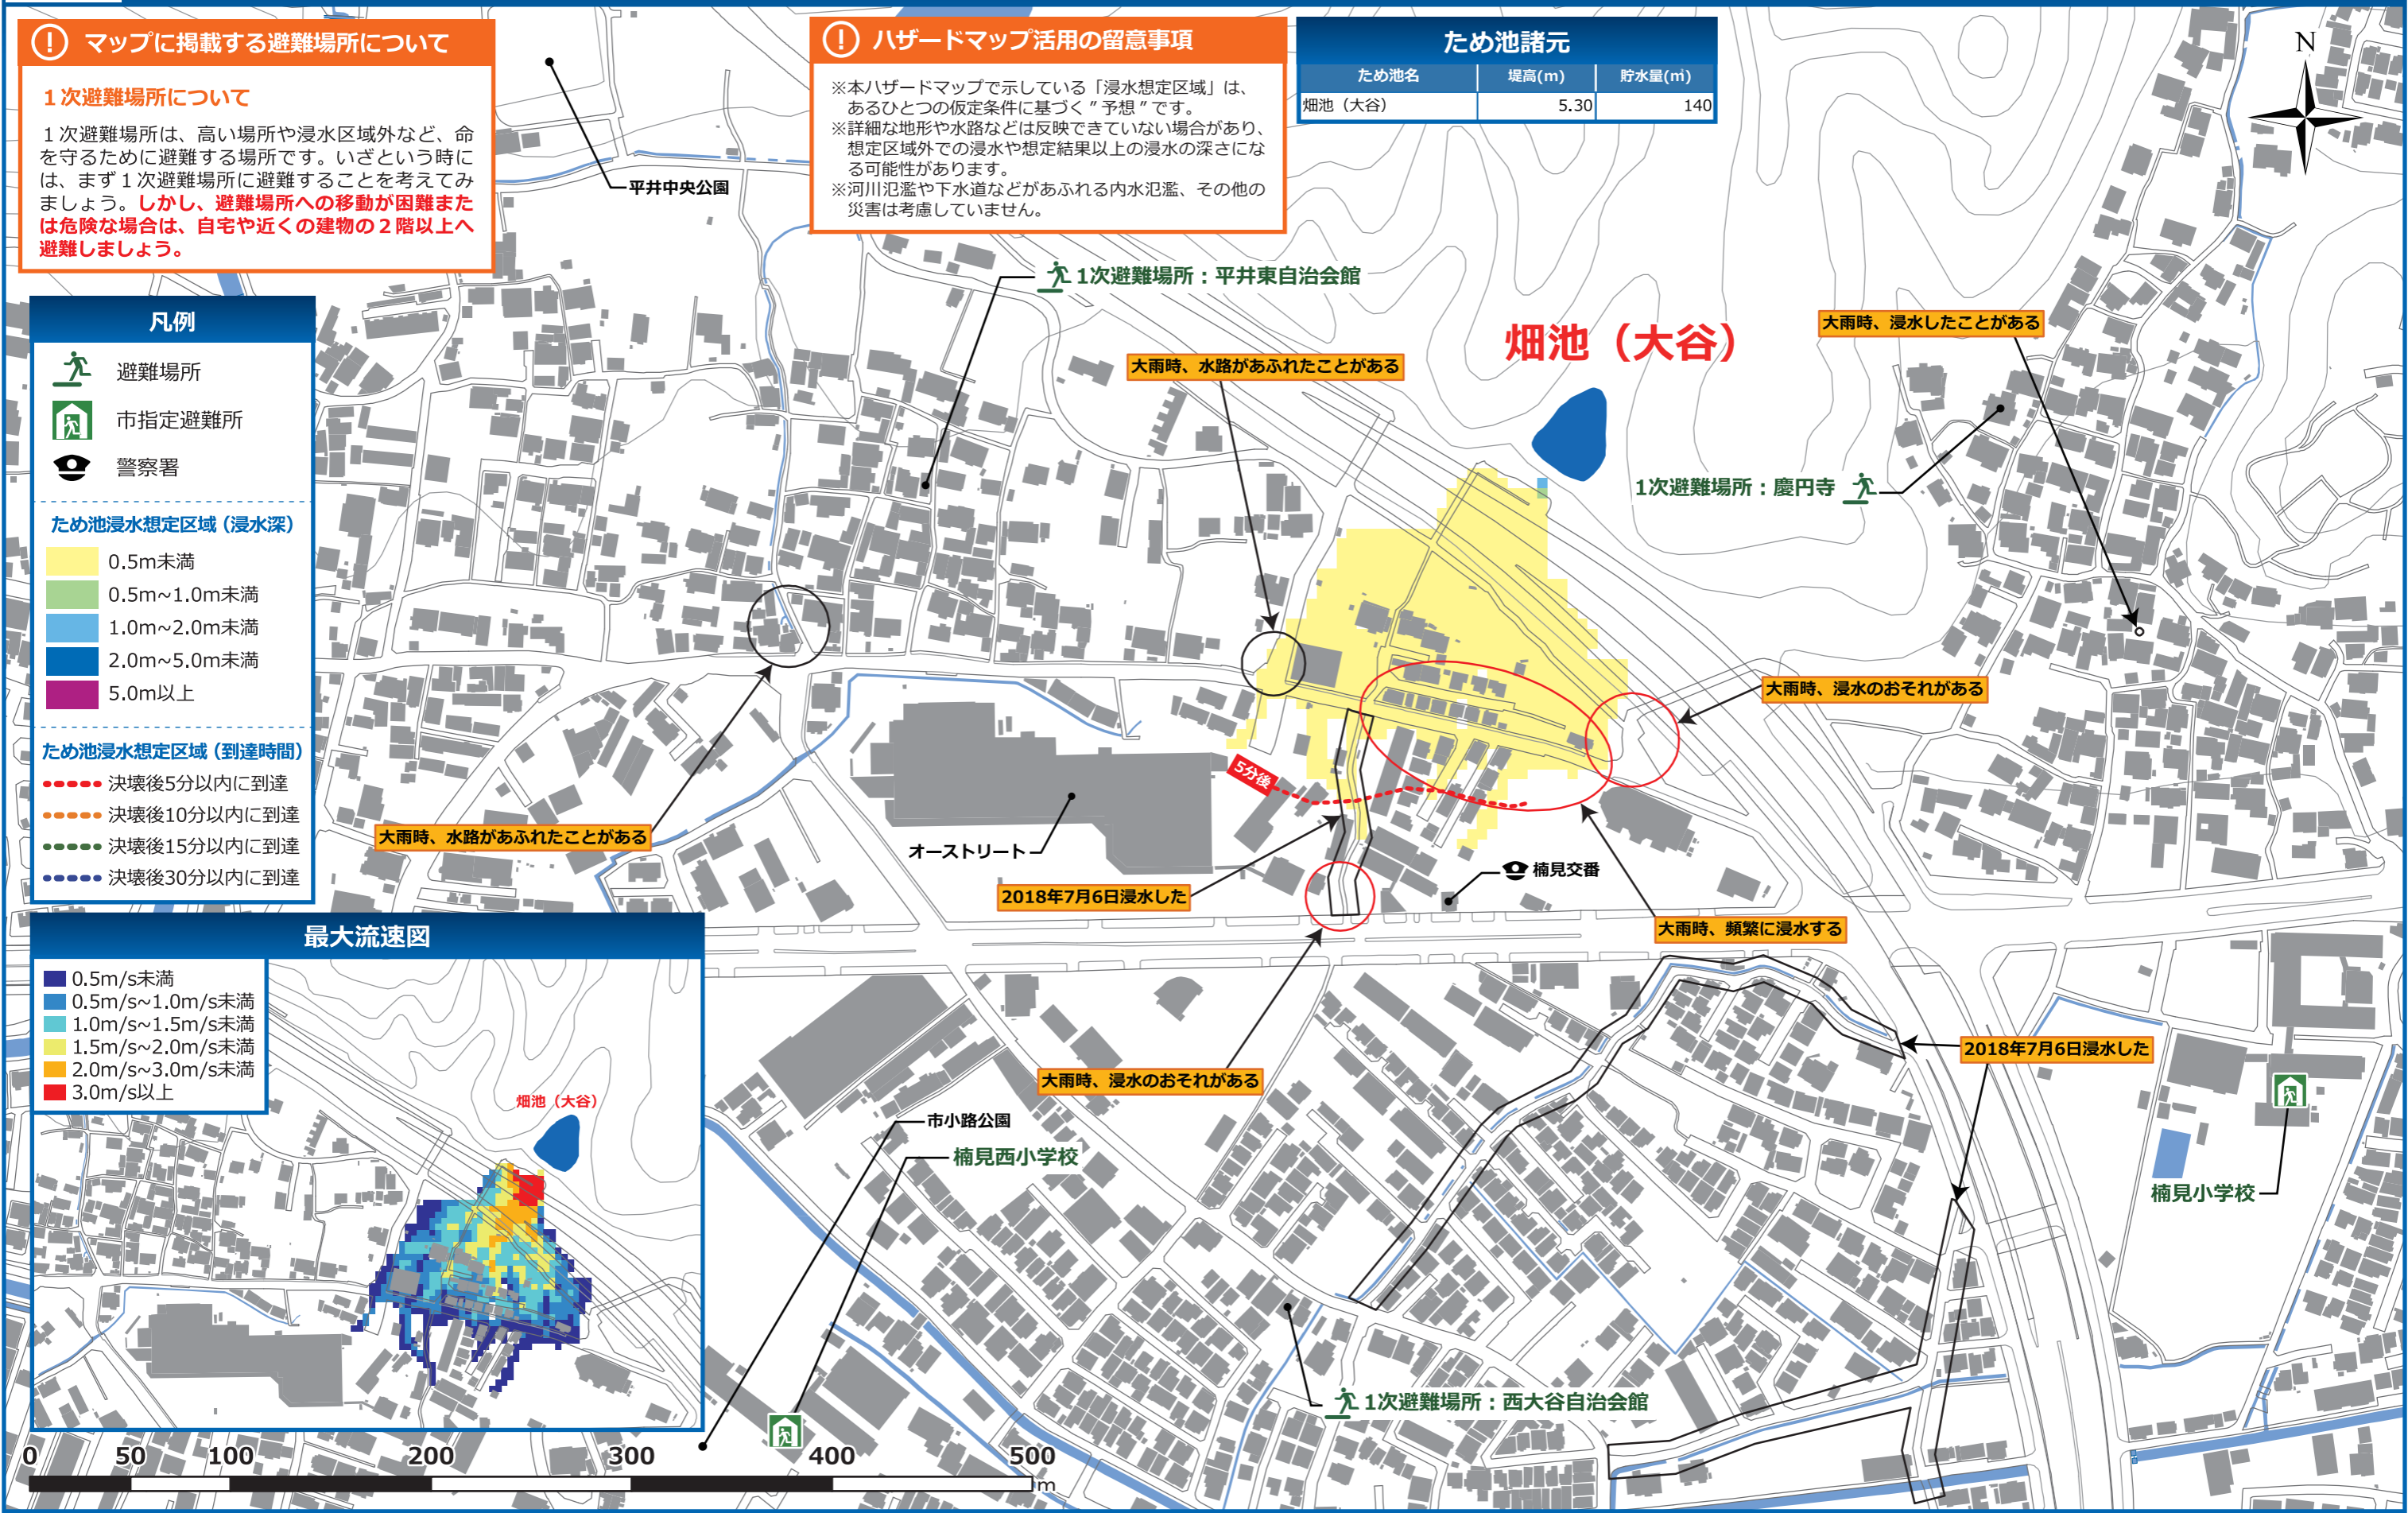 マップに掲載する避難場所について
1次避難場所について
1次避難場所は、高い場所や浸水区域外など、命
を守るために避難する場所です。いざという時に
は、まず1次避難場所に避難することを考えてみ
ましょう。しかし、避難場所への移動が困難また
は危険な場合は、自宅や近くの建物の2階以上へ
避難しましょう。
ハザードマップ活用の留意事項
※本ハザードマップで示している「浸水想定区域」は、
あるひとつの仮定条件に基づく"予想"です。
※詳細な地形や水路などは反映できていない場合があり、
想定区域外での浸水や想定結果以上の浸水の深さにな
る可能性があります。
※河川氾濫や下水道などがあふれる内水氾濫、その他の
災害は考慮していません。
ため池諸元
ため池名 堤高(m) 貯水量(㎥)
畑池（大谷） 5.30 140
N
平井中央公園
1次避難場所：平井東自治会館
大雨時、水路があふれたことがある
畑池（大谷）
大雨時、浸水したことがある
1次避難場所：慶円寺
凡例
避難場所
市指定避難所
警察署
ため池浸水想定区域（浸水深）
0.5m未満
0.5m~1.0m未満
1.0m~2.0m未満
2.0m~5.0m未満
5.0m以上
ため池浸水想定区域（到達時間）
決壊後5分以内に到達
決壊後10分以内に到達
決壊後15分以内に到達
決壊後30分以内に到達
大雨時、浸水のおそれがある
5分後
大雨時、水路があふれたことがある
オーストリート
2018年7月6日浸水した
楠見交番
大雨時、頻繁に浸水する
最大流速図
0.5m/s未満
0.5m/s~1.0m/s未満
1.0m/s~1.5m/s未満
1.5m/s~2.0m/s未満
2.0m/s~3.0m/s未満
3.0m/s以上
畑池（大谷）
2018年7月6日浸水した
大雨時、浸水のおそれがある
市小路公園
楠見西小学校
楠見小学校
1次避難場所：西大谷自治会館
0 50 100 200 300 400 500
m